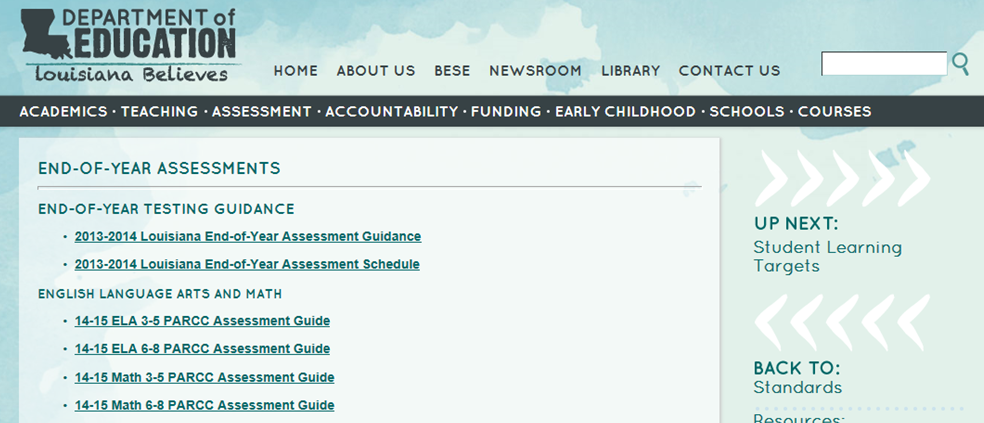 DEPARTMENT of
EDUCATION
Louisiana Believes
HOME ABOUT US BESE NEWSROOM LIBRARY CONTACT US
ACADEMICS · TEACHING · ASSESSMENT · ACCOUNTABILITY · FUNDING · EARLY CHILDHOOD · SCHOOLS · COURSES
END-OF-YEAR ASSESSMENTS
END-OF-YEAR TESTING GUIDANCE
• 2013-2014 Louisiana End-of-Year Assessment Guidance
• 2013-2014 Louisiana End-of-Year Assessment Schedule
ENGLISH LANGUAGE ARTS AND MATH
• 14-15 ELA 3-5 PARCC Assessment Guide
• 14-15 ELA 6-8 PARCC Assessment Guide
• 14-15 Math 3-5 PARCC Assessment Guide
• 14-15 Math 6-8 PARCC Assessment Guide
UP NEXT:
Student Learning
Targets
BACK TO:
Standards
Resources: